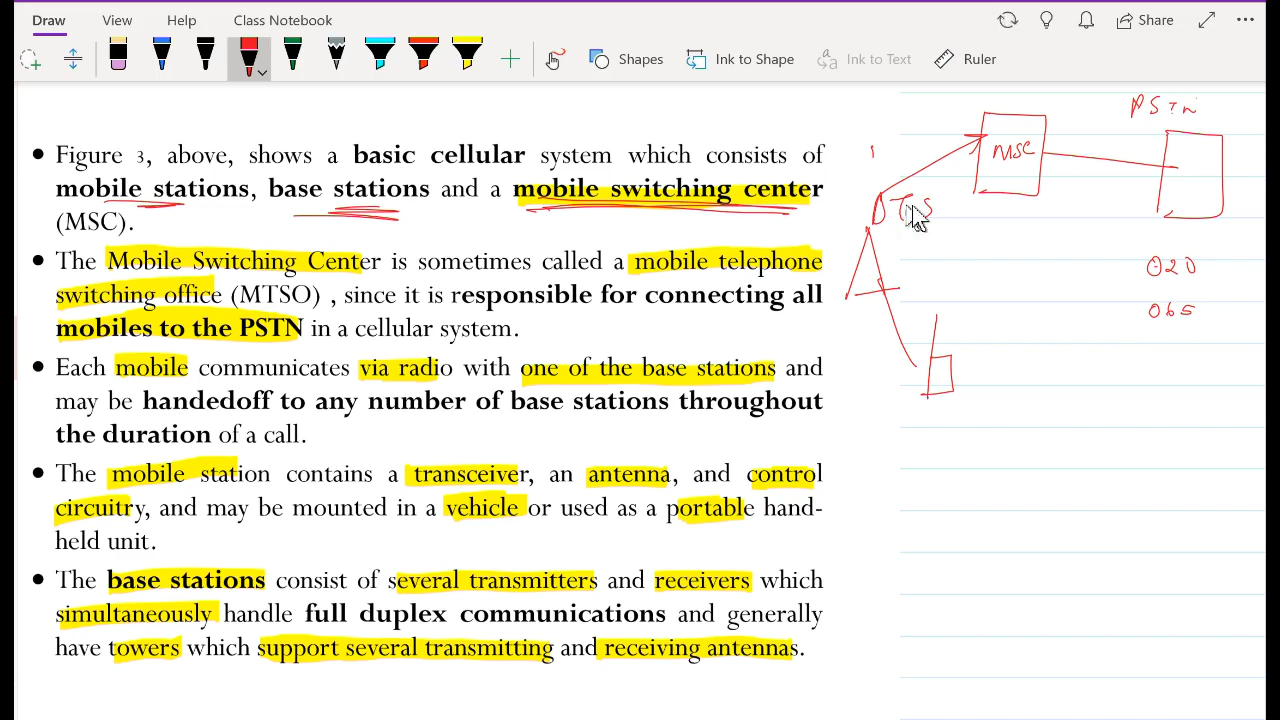 Draw View Help Class Notebook Share
Shapes Ink to Shape Ink to Text Ruler
• Figure 3, above, shows a basic cellular system which consists of
mobile stations, base stations and a mobile switching center
(MSC).
• The Mobile Switching Center is sometimes called a mobile telephone
switching office (MTSO) , since it is responsible for connecting all
mobiles to the PSTN in a cellular system.
• Each mobile communicates via radio with one of the base stations and
may be handedoff to any number of base stations throughout
the duration of a call.
• The mobile station contains a transceiver, an antenna, and control
circuitry, and may be mounted in a vehicle or used as a portable hand-
held unit.
• The base stations consist of several transmitters and receivers which
simultaneously handle full duplex communications and generally
have towers which support several transmitting and receiving antennas.
PSTN
MSC
BTS
020
065